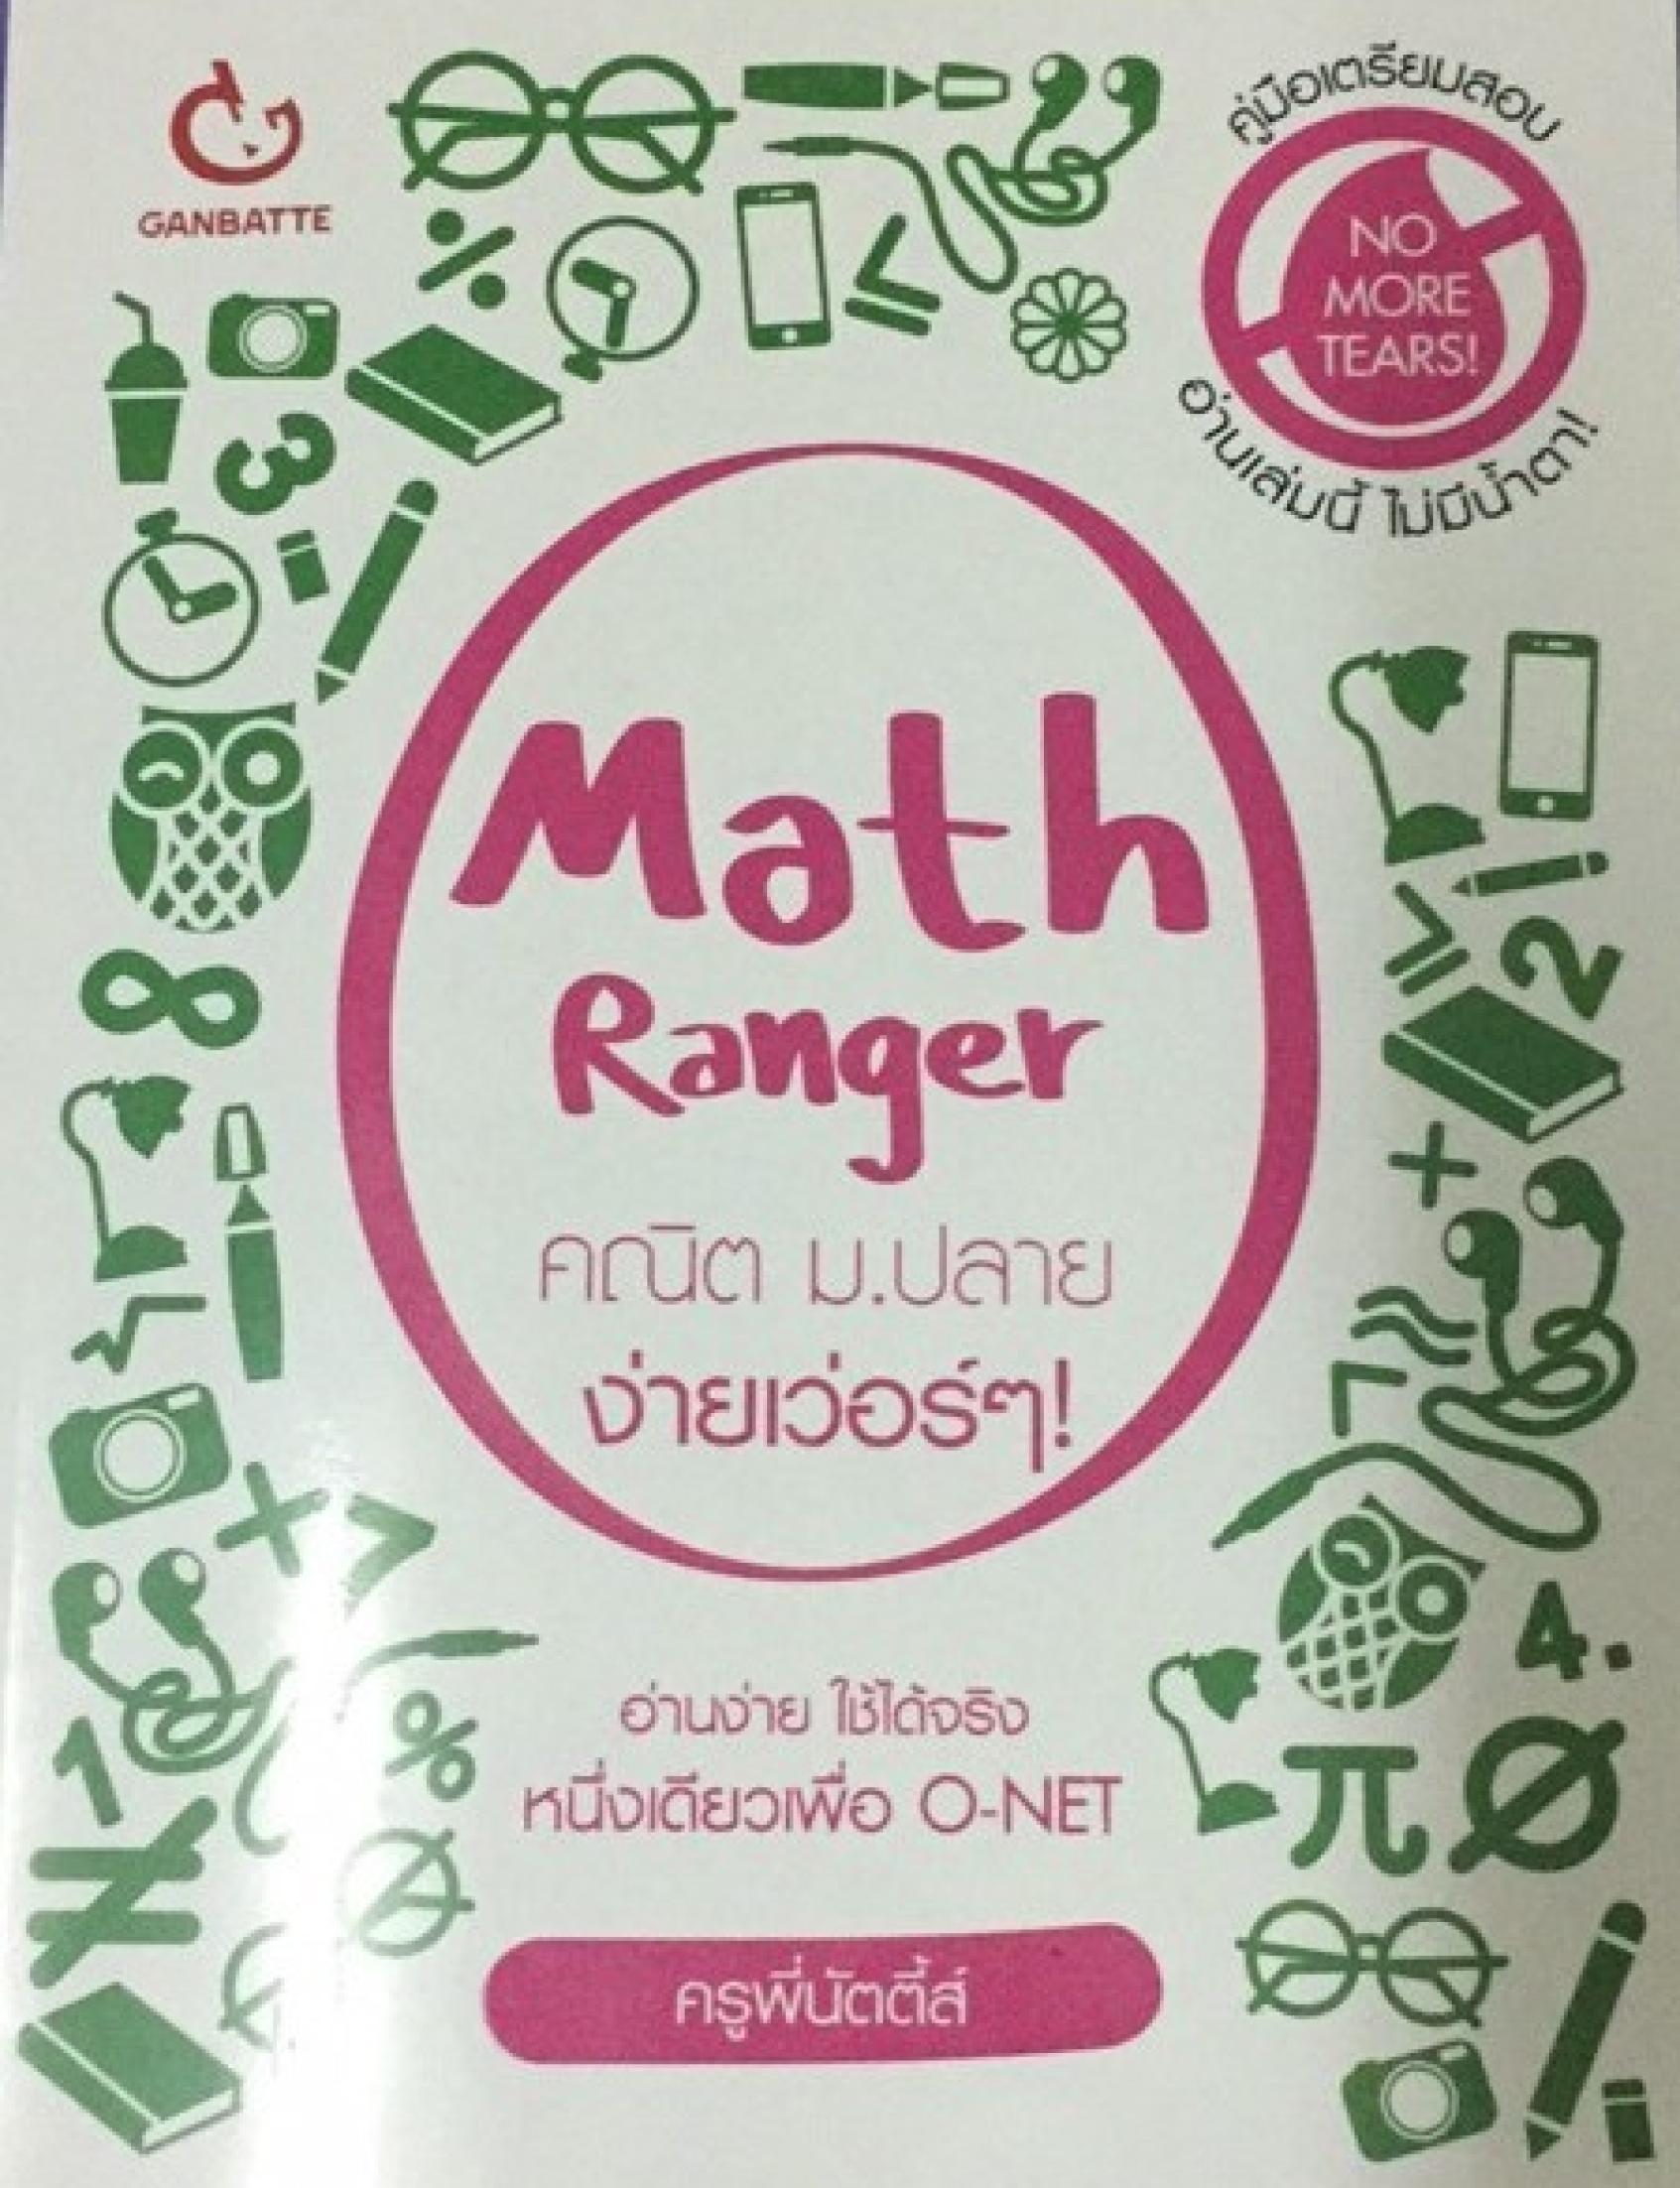 GANBATTE
คู่มือเตรียมสอบ
NO
MORE
TEARS!
อ่านเล่มนี้ ไม่มีน้ำตา!
Math
Ranger
คณิต ม.ปลาย
ง่ายเว่อร์ๆ!
อ่านง่าย ใช้ได้จริง
หนึ่งเดียวเพื่อ O-NET
ครูพี่นัตตี้ส์